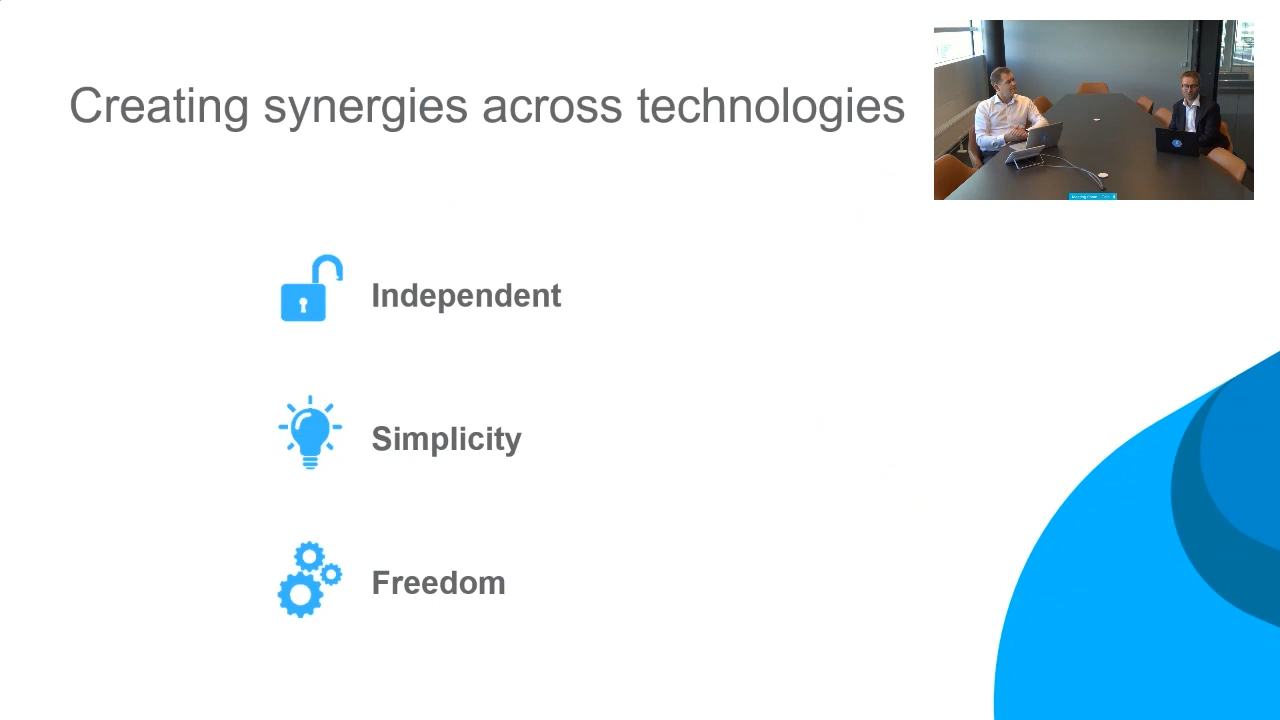 Creating synergies across technologies
Independent
Simplicity
Freedom